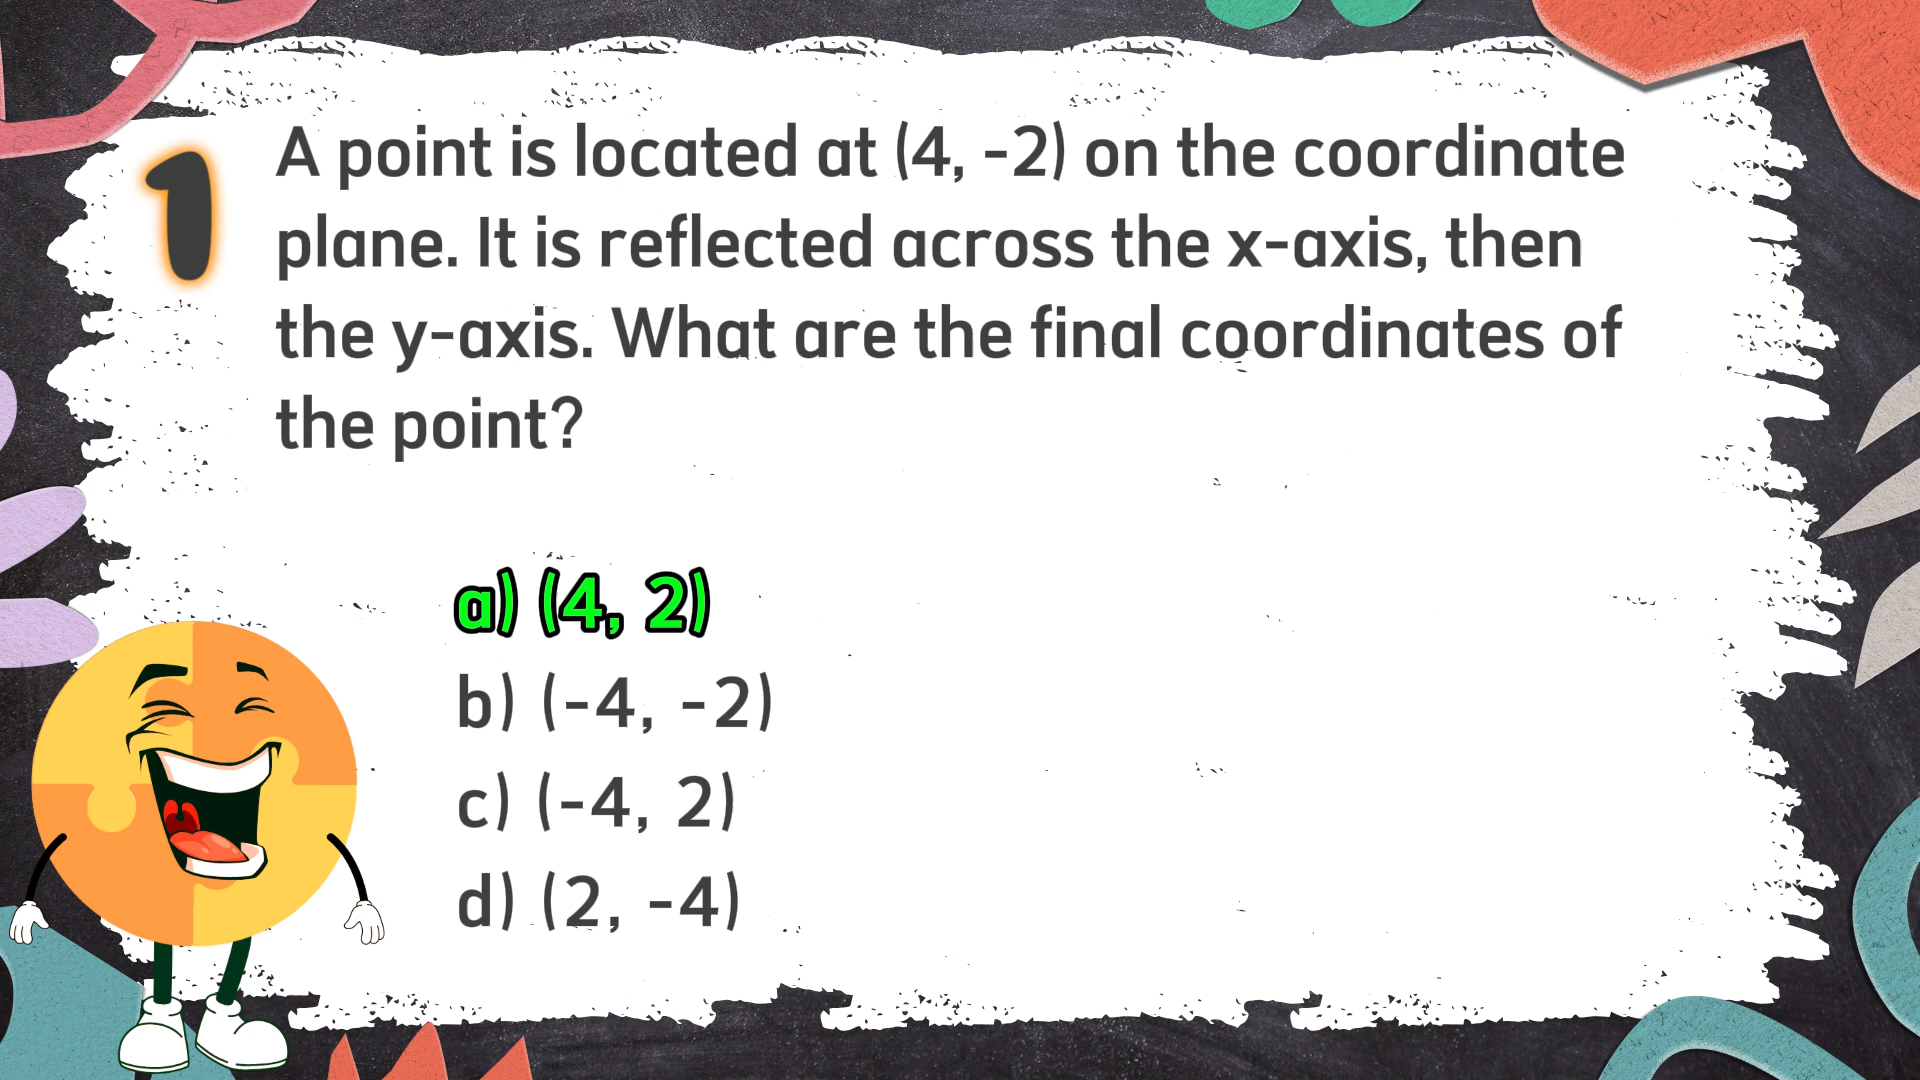 1
A point is located at (4, -2) on the coordinate
plane. It is reflected across the x-axis, then
the y-axis. What are the final coordinates of
the point?
a) (4, 2)
b) (-4, -2)
c) (-4, 2)
d) (2, -4)